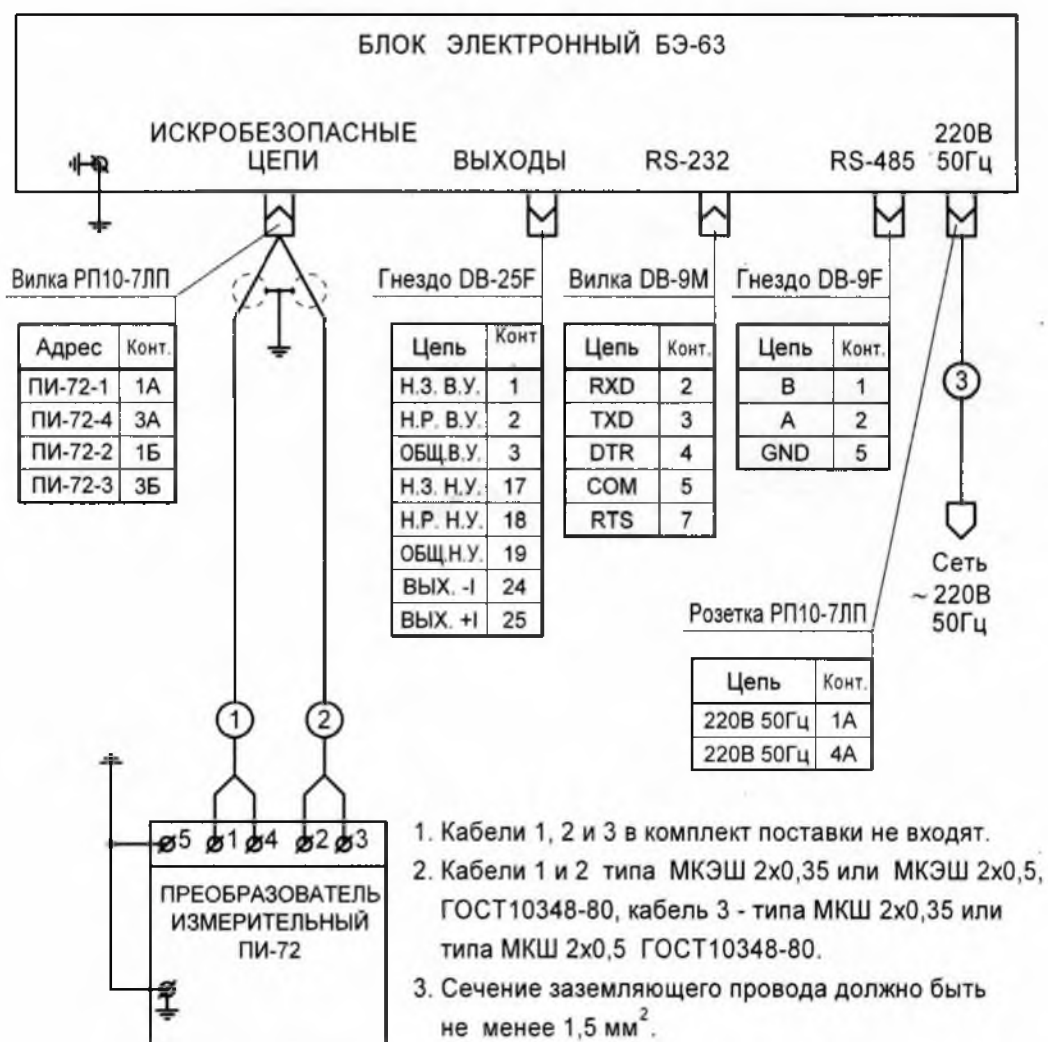 БЛОК ЭЛЕКТРОННЫЙ БЭ-63
ИСКРОБЕЗОПАСНЫЕ
ЦЕПИ
ВЫХОДЫ
RS-232
RS-485
220В
50Гц
Вилка РП10-7ЛП
Гнездо DB-25F
Вилка DB-9M
Гнездо DB-9F
Адрес Конт.
ПИ-72-1 1А
ПИ-72-4 3А
ПИ-72-2 1Б
ПИ-72-3 3Б
Цепь Конт
Н.З. В.У. 1
Н.Р. В.У. 2
ОБЩ.В.У. 3
Н.З. Н.У. 17
Н.Р. Н.У. 18
ОБЩ.Н.У. 19
ВЫХ. -I 24
ВЫХ. +I 25
Цепь Конт.
RXD 2
TXD 3
DTR 4
COM 5
RTS 7
Цепь Конт.
B 1
A 2
GND 5
3
Сеть
~ 220В
50Гц
Розетка РП10-7ЛП
Цепь Конт.
220В 50Гц 1А
220В 50Гц 4А
1 2
5 1 4 2 3
ПРЕОБРАЗОВАТЕЛЬ
ИЗМЕРИТЕЛЬНЫЙ
ПИ-72
1. Кабели 1, 2 и 3 в комплект поставки не входят.
2. Кабели 1 и 2 типа МКЭШ 2х0,35 или МКЭШ 2х0,5,
ГОСТ10348-80, кабель 3 - типа МКШ 2х0,35 или
типа МКШ 2х0,5 ГОСТ10348-80.
3. Сечение заземляющего провода должно быть
не менее 1,5 мм².